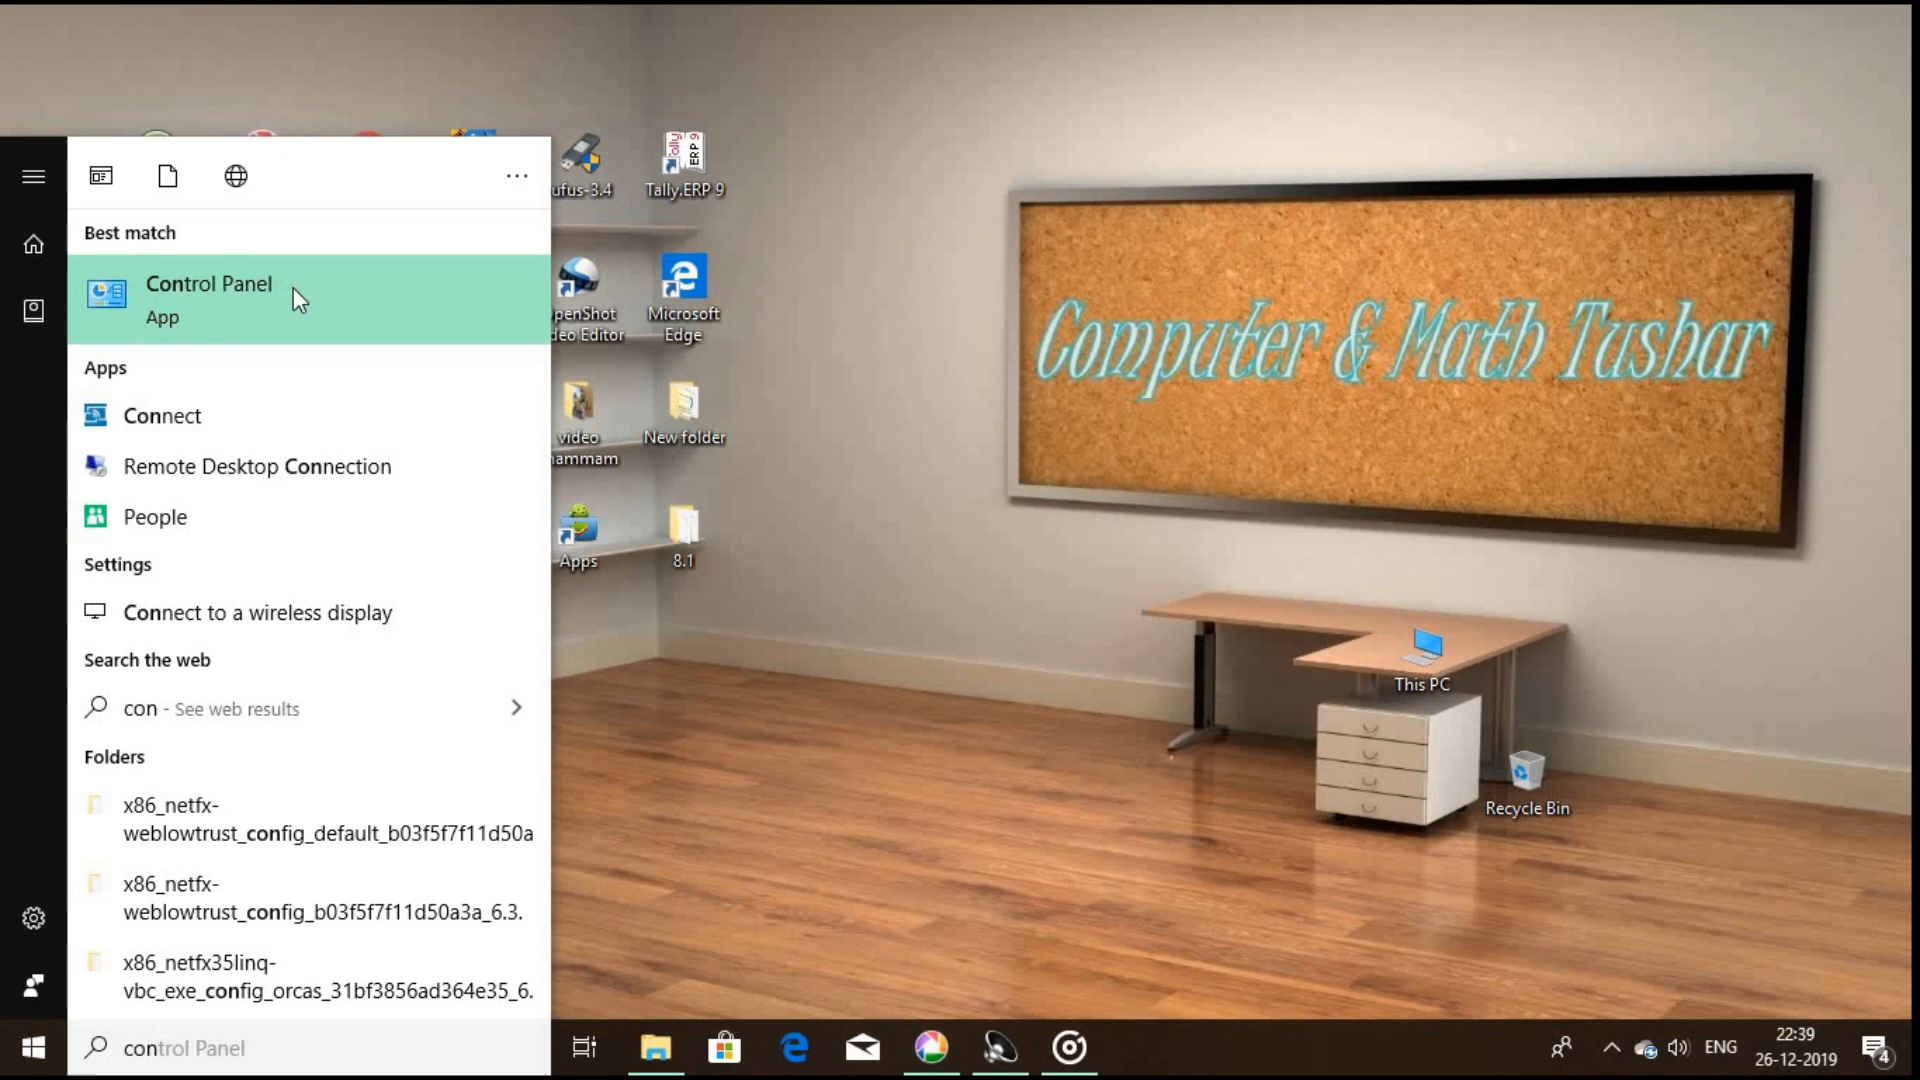 Best match
Control Panel
App
Apps
Connect
Remote Desktop Connection
People
Settings
Connect to a wireless display
Search the web
con - See web results
Folders
x86_netfx-
weblowtrust_config_default_b03f5f7f11d50a
x86_netfx-
weblowtrust_config_b03f5f7f11d50a3a_6.3.
x86_netfx35linq-
vbc_exe_config_orcas_31bf3856ad364e35_6.
control Panel
ufus-3.4
Tally.ERP 9
ERP 9
penShot
deo Editor
Microsoft
Edge
video
ammam
New folder
Apps
8.1
Computer & Math Tushar
This PC
Recycle Bin
ENG
22:39
26-12-2019
4